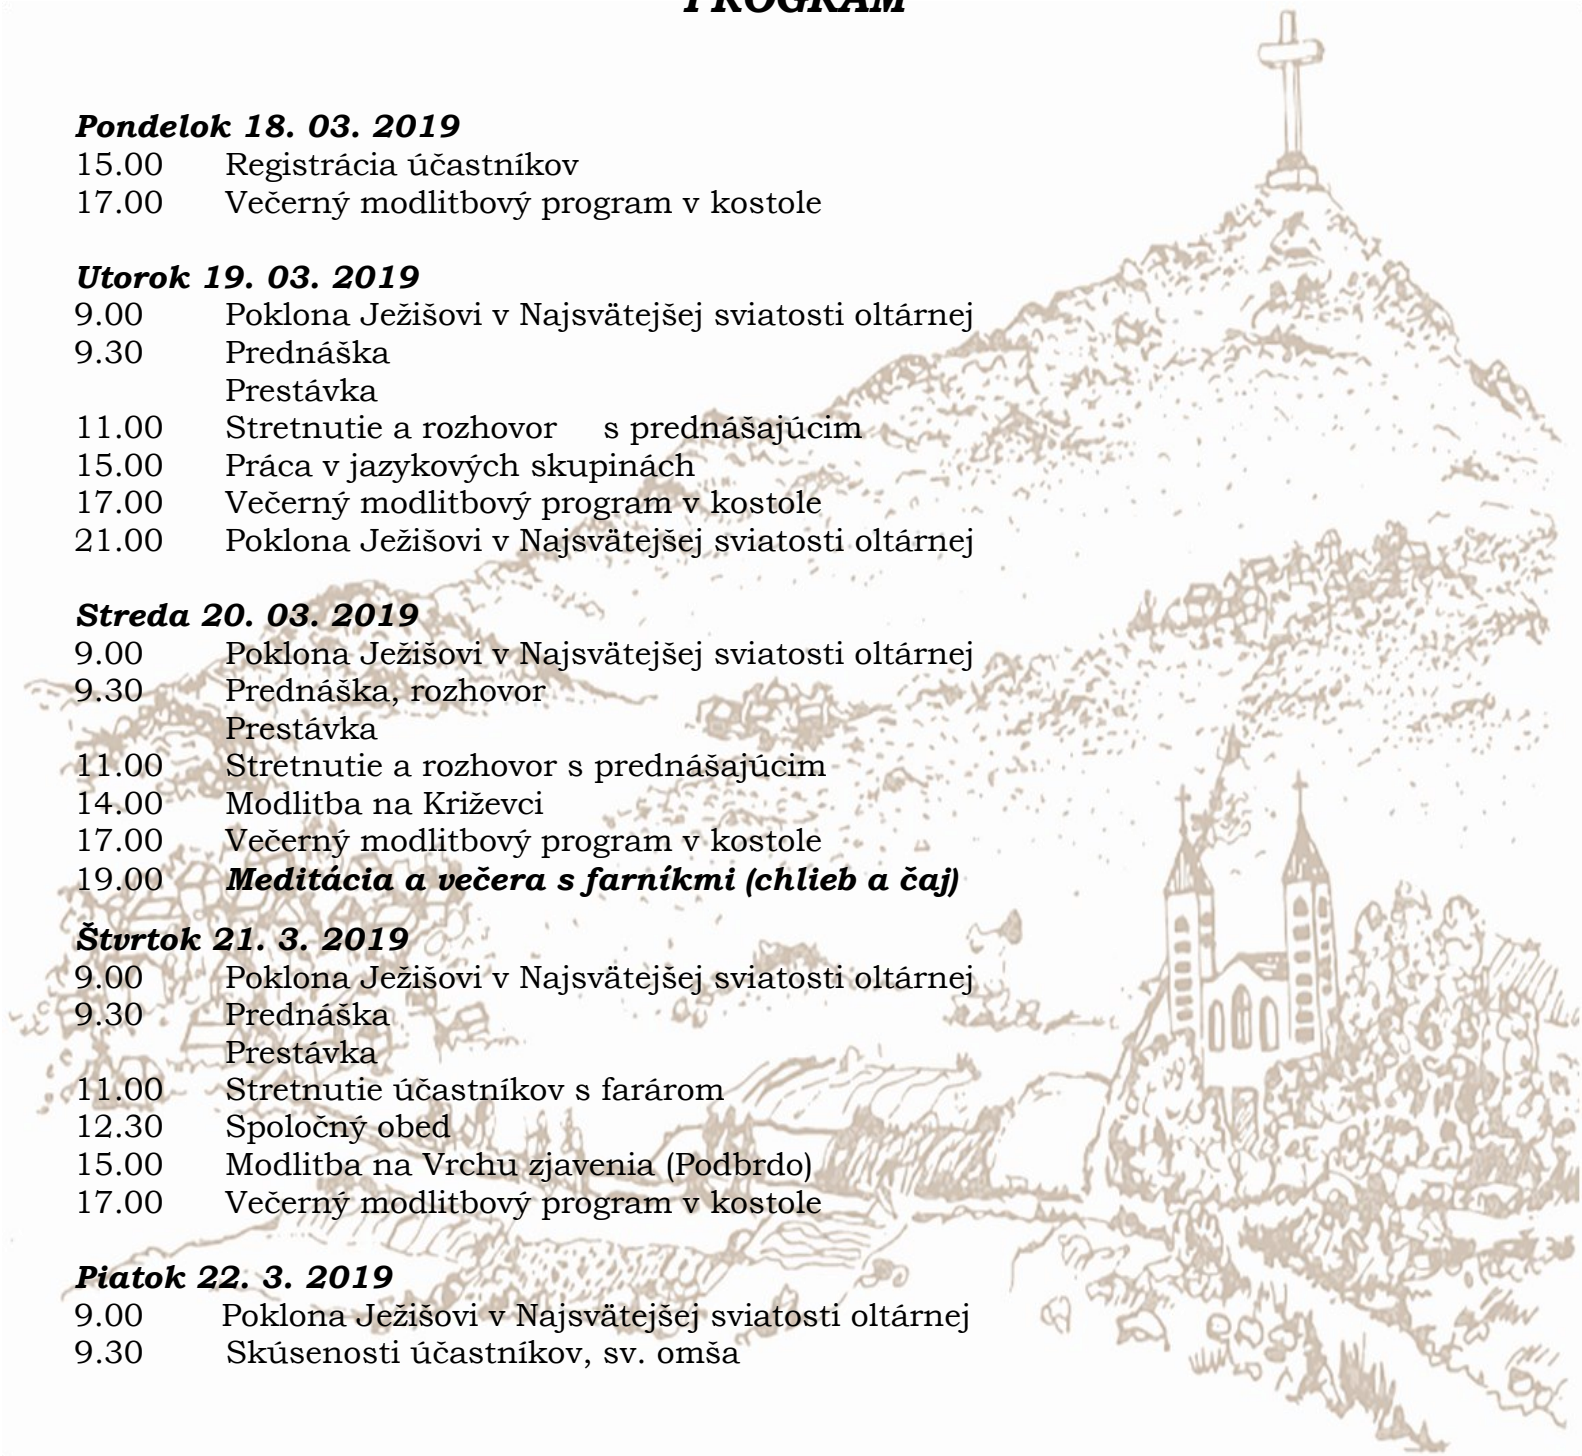 PROGRAM
Pondelok 18. 03. 2019
15.00 Registrácia účastníkov
17.00 Večerný modlitbový program v kostole
Utorok 19. 03. 2019
9.00 Poklona Ježišovi v Najsvätejšej sviatosti oltárnej
9.30 Prednáška
Prestávka
11.00 Stretnutie a rozhovor s prednášajúcim
15.00 Práca v jazykových skupinách
17.00 Večerný modlitbový program v kostole
21.00 Poklona Ježišovi v Najsvätejšej sviatosti oltárnej
Streda 20. 03. 2019
9.00 Poklona Ježišovi v Najsvätejšej sviatosti oltárnej
9.30 Prednáška, rozhovor
Prestávka
11.00 Stretnutie a rozhovor s prednášajúcim
14.00 Modlitba na Križevci
17.00 Večerný modlitbový program v kostole
19.00 Meditácia a večera s farníkmi (chlieb a čaj)
Štvrtok 21. 3. 2019
9.00 Poklona Ježišovi v Najsvätejšej sviatosti oltárnej
9.30 Prednáška
Prestávka
11.00 Stretnutie účastníkov s farárom
12.30 Spoločný obed
15.00 Modlitba na Vrchu zjavenia (Podbrdo)
17.00 Večerný modlitbový program v kostole
Piatok 22. 3. 2019
9.00 Poklona Ježišovi v Najsvätejšej sviatosti oltárnej
9.30 Skúsenosti účastníkov, sv. omša